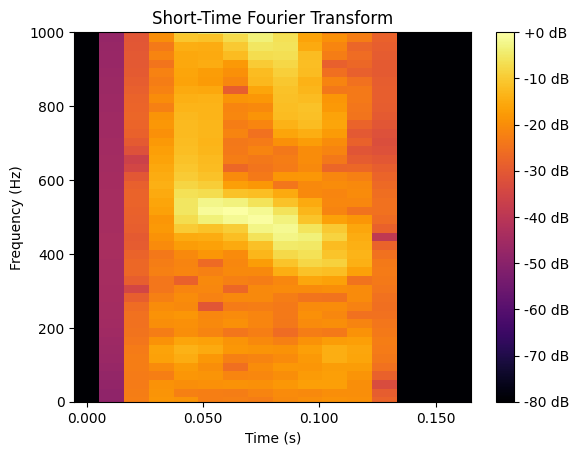 Short-Time Fourier Transform
1000
800
600
400
200
0
Frequency (Hz)
0.000
0.050
0.100
0.150
Time (s)
+0 dB
-10 dB
-20 dB
-30 dB
-40 dB
-50 dB
-60 dB
-70 dB
-80 dB